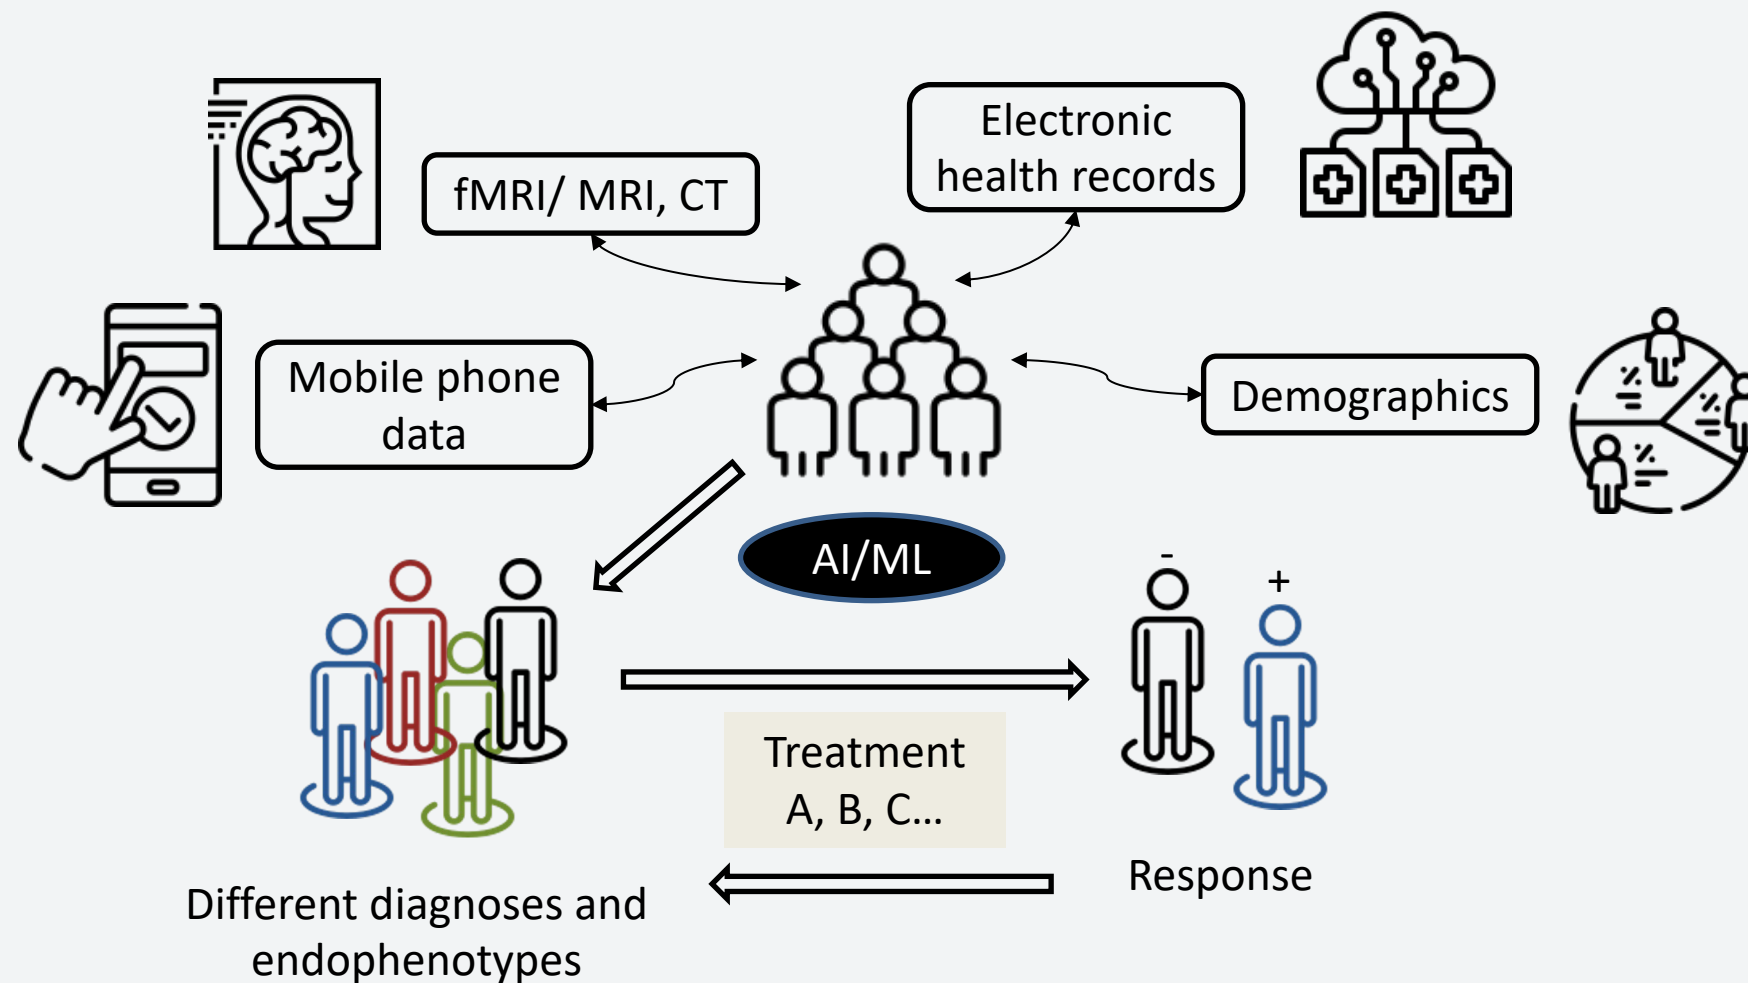 Electronic
health records
fMRI/ MRI, CT
Mobile phone
data
Demographics
AI/ML
-
+
Treatment
A, B, C...
Response
Different diagnoses and
endophenotypes